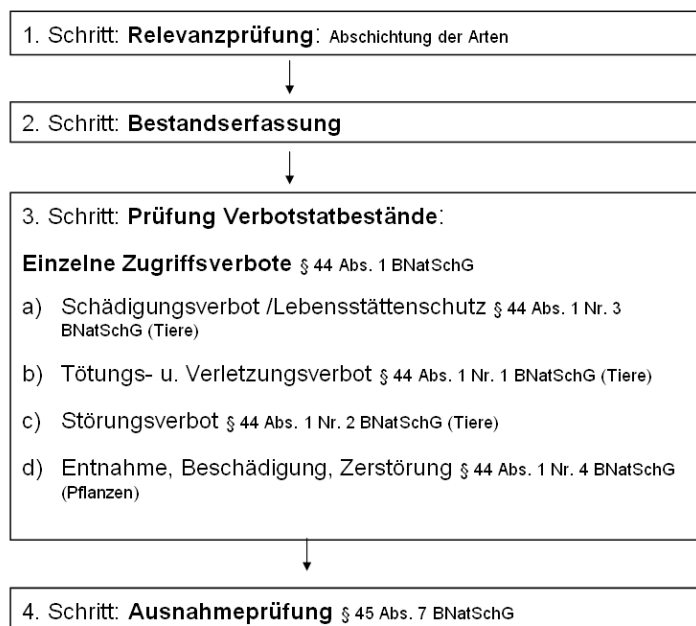 1. Schritt: Relevanzprüfung: Abschichtung der Arten
2. Schritt: Bestandserfassung
3. Schritt: Prüfung Verbotstatbestände:
Einzelne Zugriffsverbote § 44 Abs. 1 BNatSchG
a) Schädigungsverbot /Lebensstättenschutz § 44 Abs. 1 Nr. 3
BNatSchG (Tiere)
b) Tötungs- u. Verletzungsverbot § 44 Abs. 1 Nr. 1 BNatSchG (Tiere)
c) Störungsverbot § 44 Abs. 1 Nr. 2 BNatSchG (Tiere)
d) Entnahme, Beschädigung, Zerstörung § 44 Abs. 1 Nr. 4 BNatSchG
(Pflanzen)
4. Schritt: Ausnahmeprüfung § 45 Abs. 7 BNatSchG